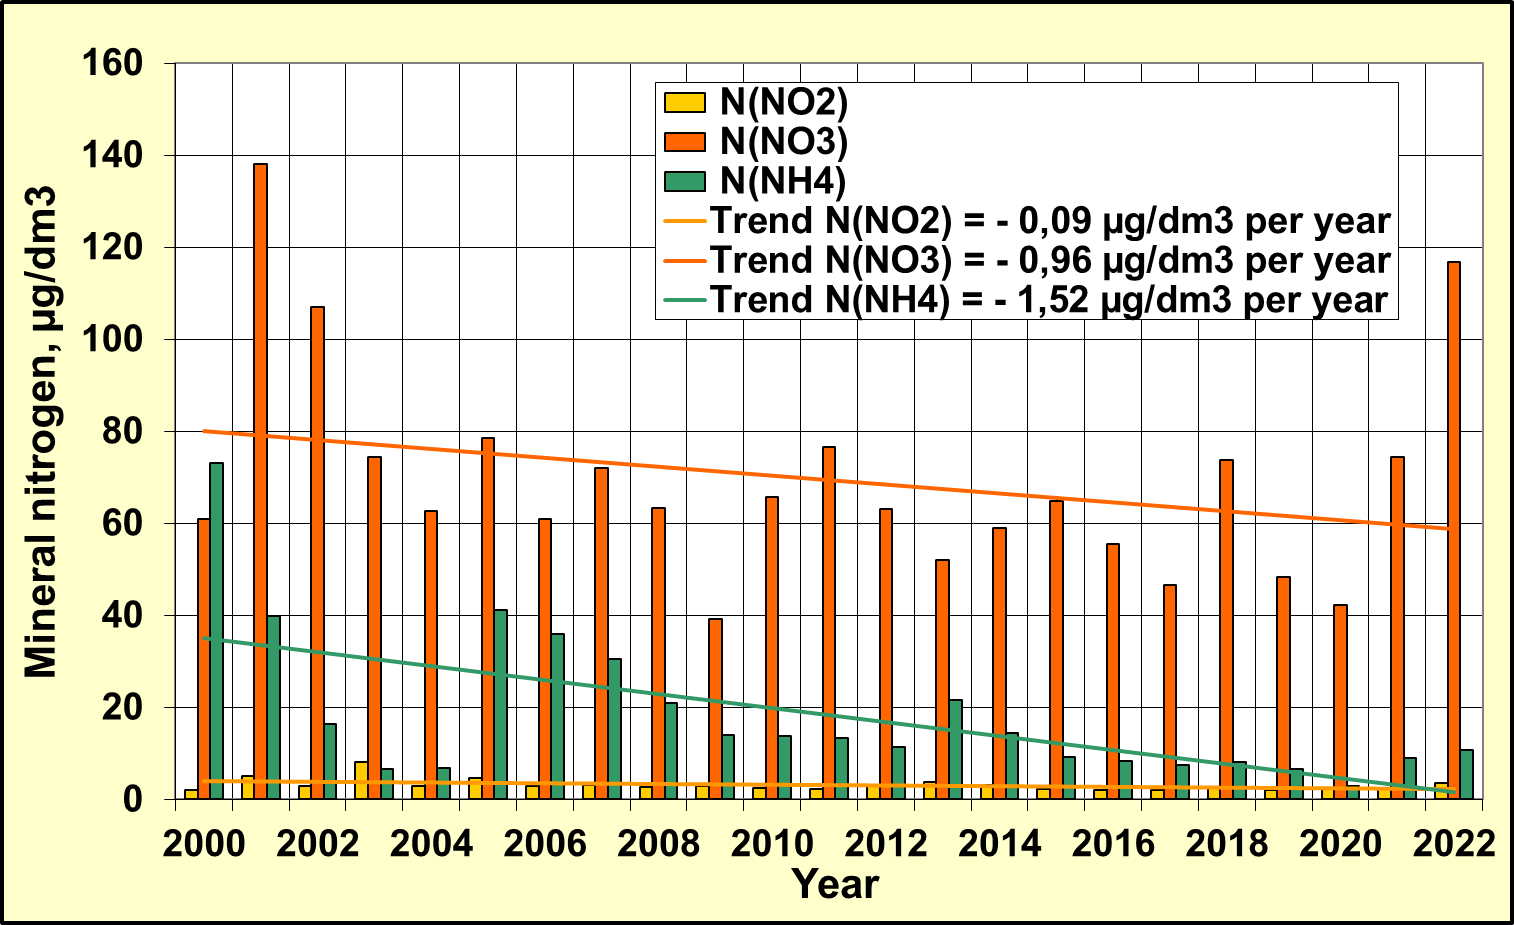 160
140
120
100
80
60
40
20
0
Mineral nitrogen, µg/dm3
N(NO2)
N(NO3)
N(NH4)
Trend N(NO2) = - 0,09 µg/dm3 per year
Trend N(NO3) = - 0,96 µg/dm3 per year
Trend N(NH4) = - 1,52 µg/dm3 per year
2000 2002 2004 2006 2008 2010 2012 2014 2016 2018 2020 2022
Year